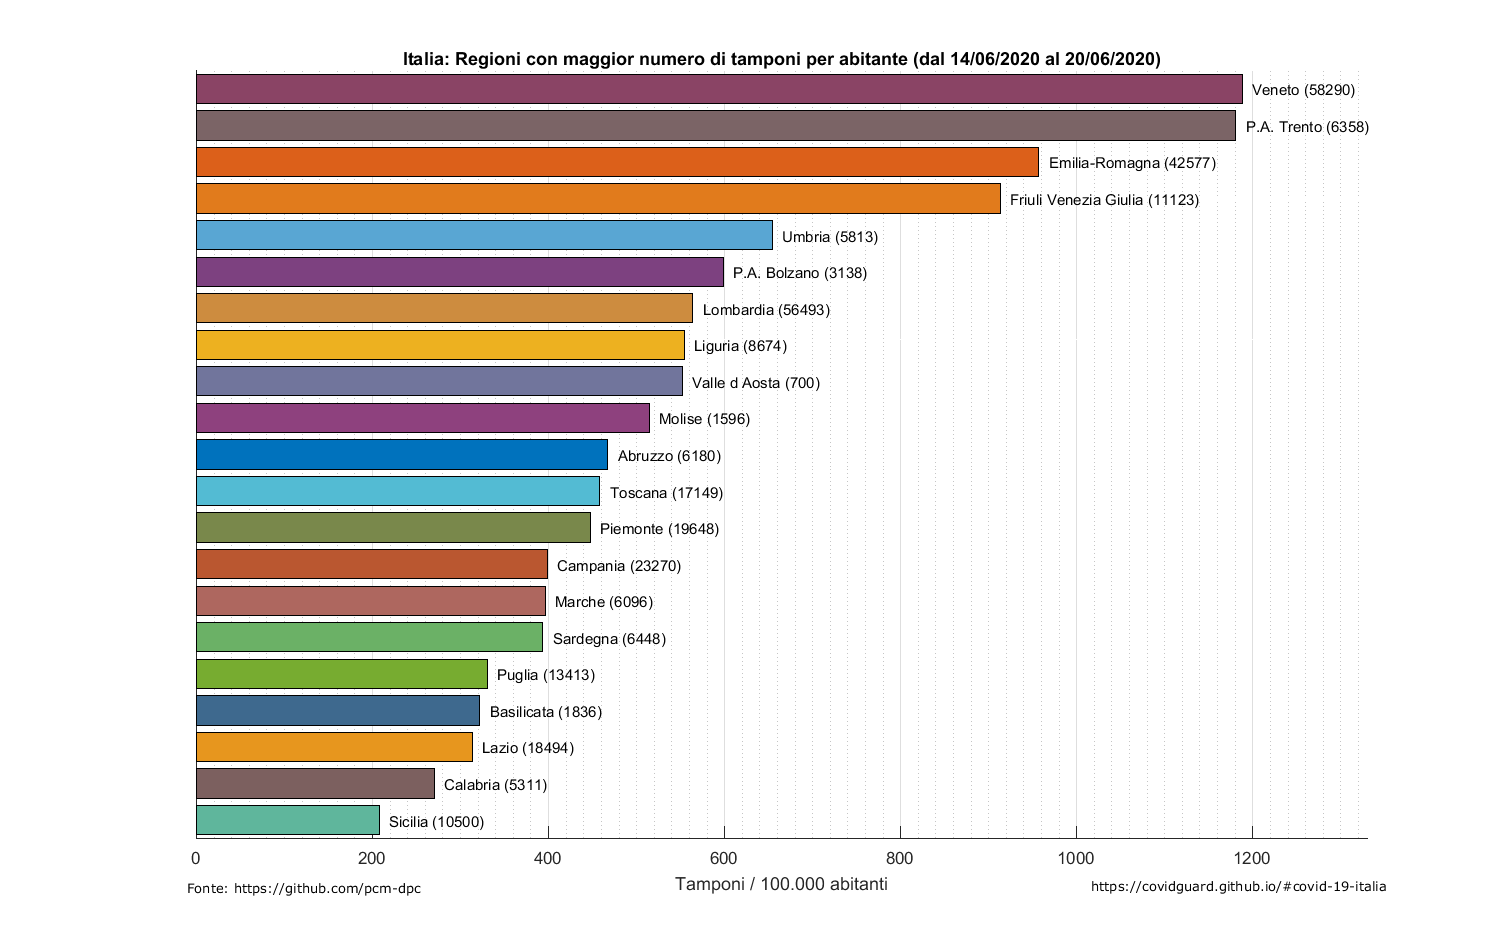 Italia: Regioni con maggior numero di tamponi per abitante (dal 14/06/2020 al 20/06/2020)
Veneto (58290)
P.A. Trento (6358)
Emilia-Romagna (42577)
Friuli Venezia Giulia (11123)
Umbria (5813)
P.A. Bolzano (3138)
Lombardia (56493)
Liguria (8674)
Valle d Aosta (700)
Molise (1596)
Abruzzo (6180)
Toscana (17149)
Piemonte (19648)
Campania (23270)
Marche (6096)
Sardegna (6448)
Puglia (13413)
Basilicata (1836)
Lazio (18494)
Calabria (5311)
Sicilia (10500)
0 200 400 600 800 1000 1200
Tamponi / 100.000 abitanti
Fonte: https://github.com/pcm-dpc
https://covidguard.github.io/#covid-19-italia